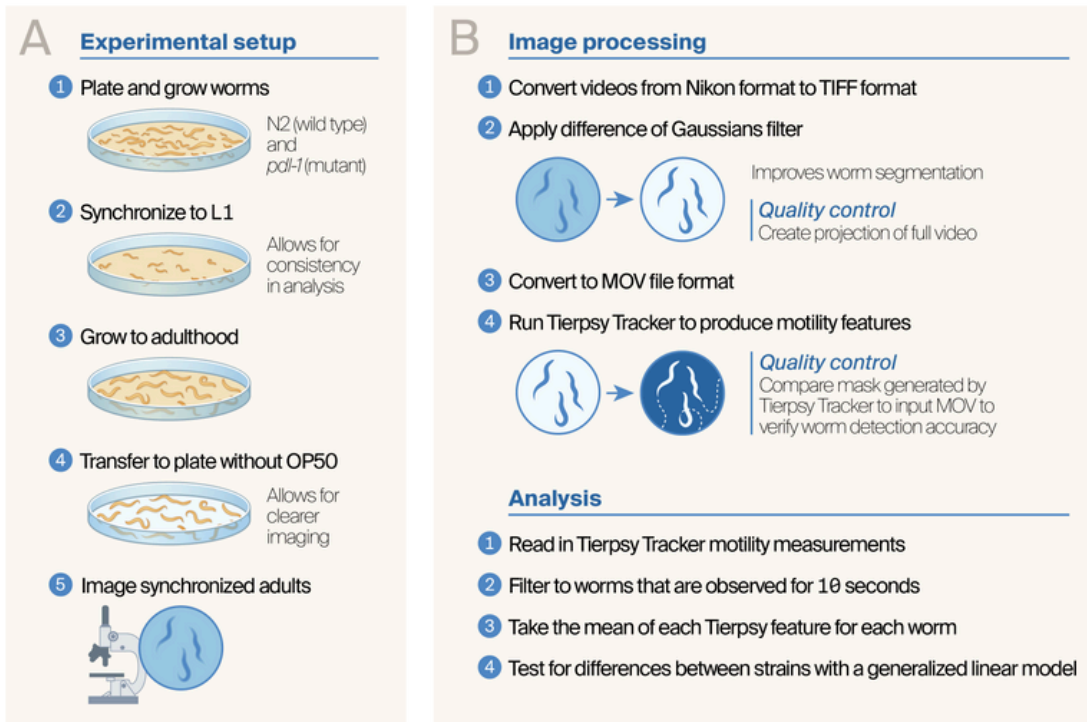 A
Experimental setup
1 Plate and grow worms
N2 (wild type)
and
pdl-1 (mutant)
2 Synchronize to L1
Allows for
consistency
in analysis
3 Grow to adulthood
4 Transfer to plate without OP50
Allows for
clearer
imaging
5 Image synchronized adults
B
Image processing
1 Convert videos from Nikon format to TIFF format
2 Apply difference of Gaussians filter
Improves worm segmentation
Quality control
Create projection of full video
3 Convert to MOV file format
4 Run Tierpsy Tracker to produce motility features
Quality control
Compare mask generated by
Tierpsy Tracker to input MOV to
verify worm detection accuracy
Analysis
1 Read in Tierpsy Tracker motility measurements
2 Filter to worms that are observed for 10 seconds
3 Take the mean of each Tierpsy feature for each worm
4 Test for differences between strains with a generalized linear model